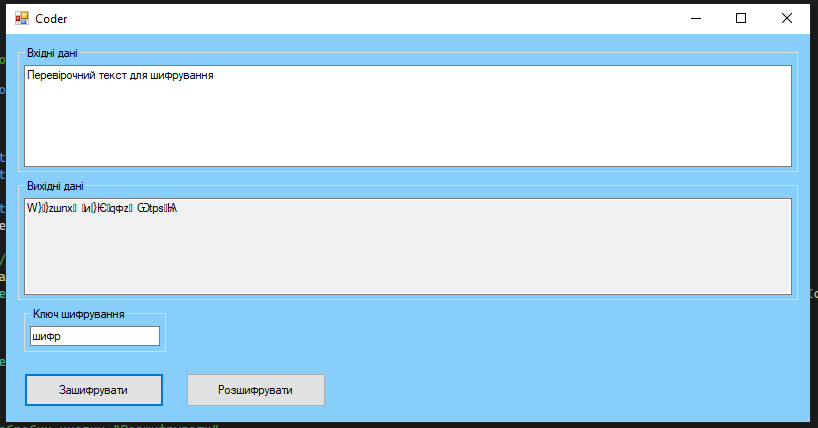 Coder
Вхідні дані
Перевірочний текст для шифрування
Вихідні дані
Ключ шифрування
шифр
Зашифрувати
Розшифрувати